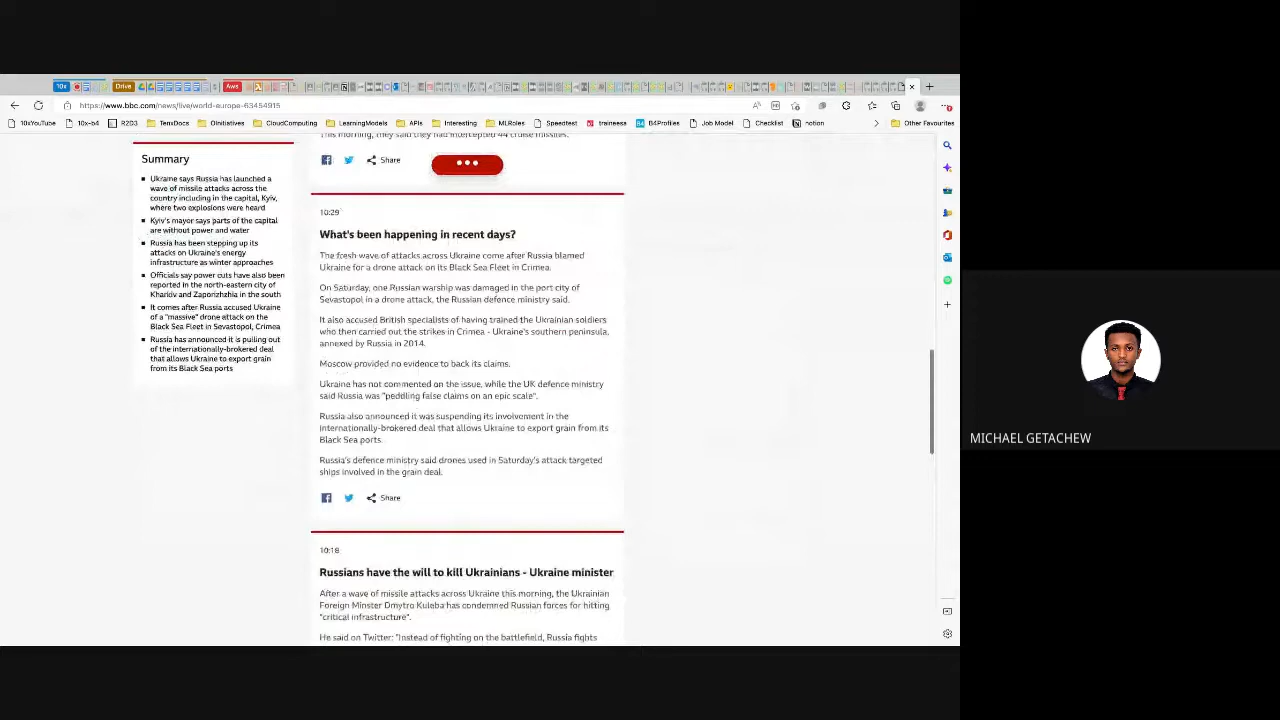 10x
Drive
Aws
https://www.bbc.com/news/live/world-europe-63454915
10xYouTube
10x-b4
R2D3
TenxDocs
OInitiatives
CloudComputing
LearningModels
APIs
Interesting
MLRoles
Speedtest
traineess
B4Profiles
Job Model
Checklist
notion
Other Favourites
Summary
Ukraine says Russia has launched a
wave of missile attacks across the
country including in the capital, Kyiv,
where two explosions were heard
Kyiv's mayor says parts of the capital
are without power and water
Russia has been stepping up its
attacks on Ukraine's energy
infrastructure as winter approaches
Officials say power cuts have also been
reported in the north-eastern city of
Kharkiv and Zaporizhzhia in the south
It comes after Russia accused Ukraine
of a "massive" drone attack on the
Black Sea Fleet in Sevastopol, Crimea
Russia has announced it is pulling out
of the internationally-brokered deal
that allows Ukraine to export grain
from its Black Sea ports
This morning, they said they had intercepted 44 cruise missiles.
Share
10:29
What's been happening in recent days?
The fresh wave of attacks across Ukraine come after Russia blamed
Ukraine for a drone attack on its Black Sea Fleet in Crimea.
On Saturday, one Russian warship was damaged in the port city of
Sevastopol in a drone attack, the Russian defence ministry said.
It also accused British specialists of having trained the Ukrainian soldiers
who then carried out the strikes in Crimea - Ukraine's southern peninsula,
annexed by Russia in 2014.
Moscow provided no evidence to back its claims.
Ukraine has not commented on the issue, while the UK defence ministry
said Russia was "peddling false claims on an epic scale".
Russia also announced it was suspending its involvement in the
internationally-brokered deal that allows Ukraine to export grain from its
Black Sea ports.
Russia's defence ministry said drones used in Saturday's attack targeted
ships involved in the grain deal.
Share
10:18
Russians have the will to kill Ukrainians - Ukraine minister
After a wave of missile attacks across Ukraine this morning, the Ukrainian
Foreign Minster Dmytro Kuleba has condemned Russian forces for hitting
"critical infrastructure".
He said on Twitter: "Instead of fighting on the battlefield, Russia fights
MICHAEL GETACHEW